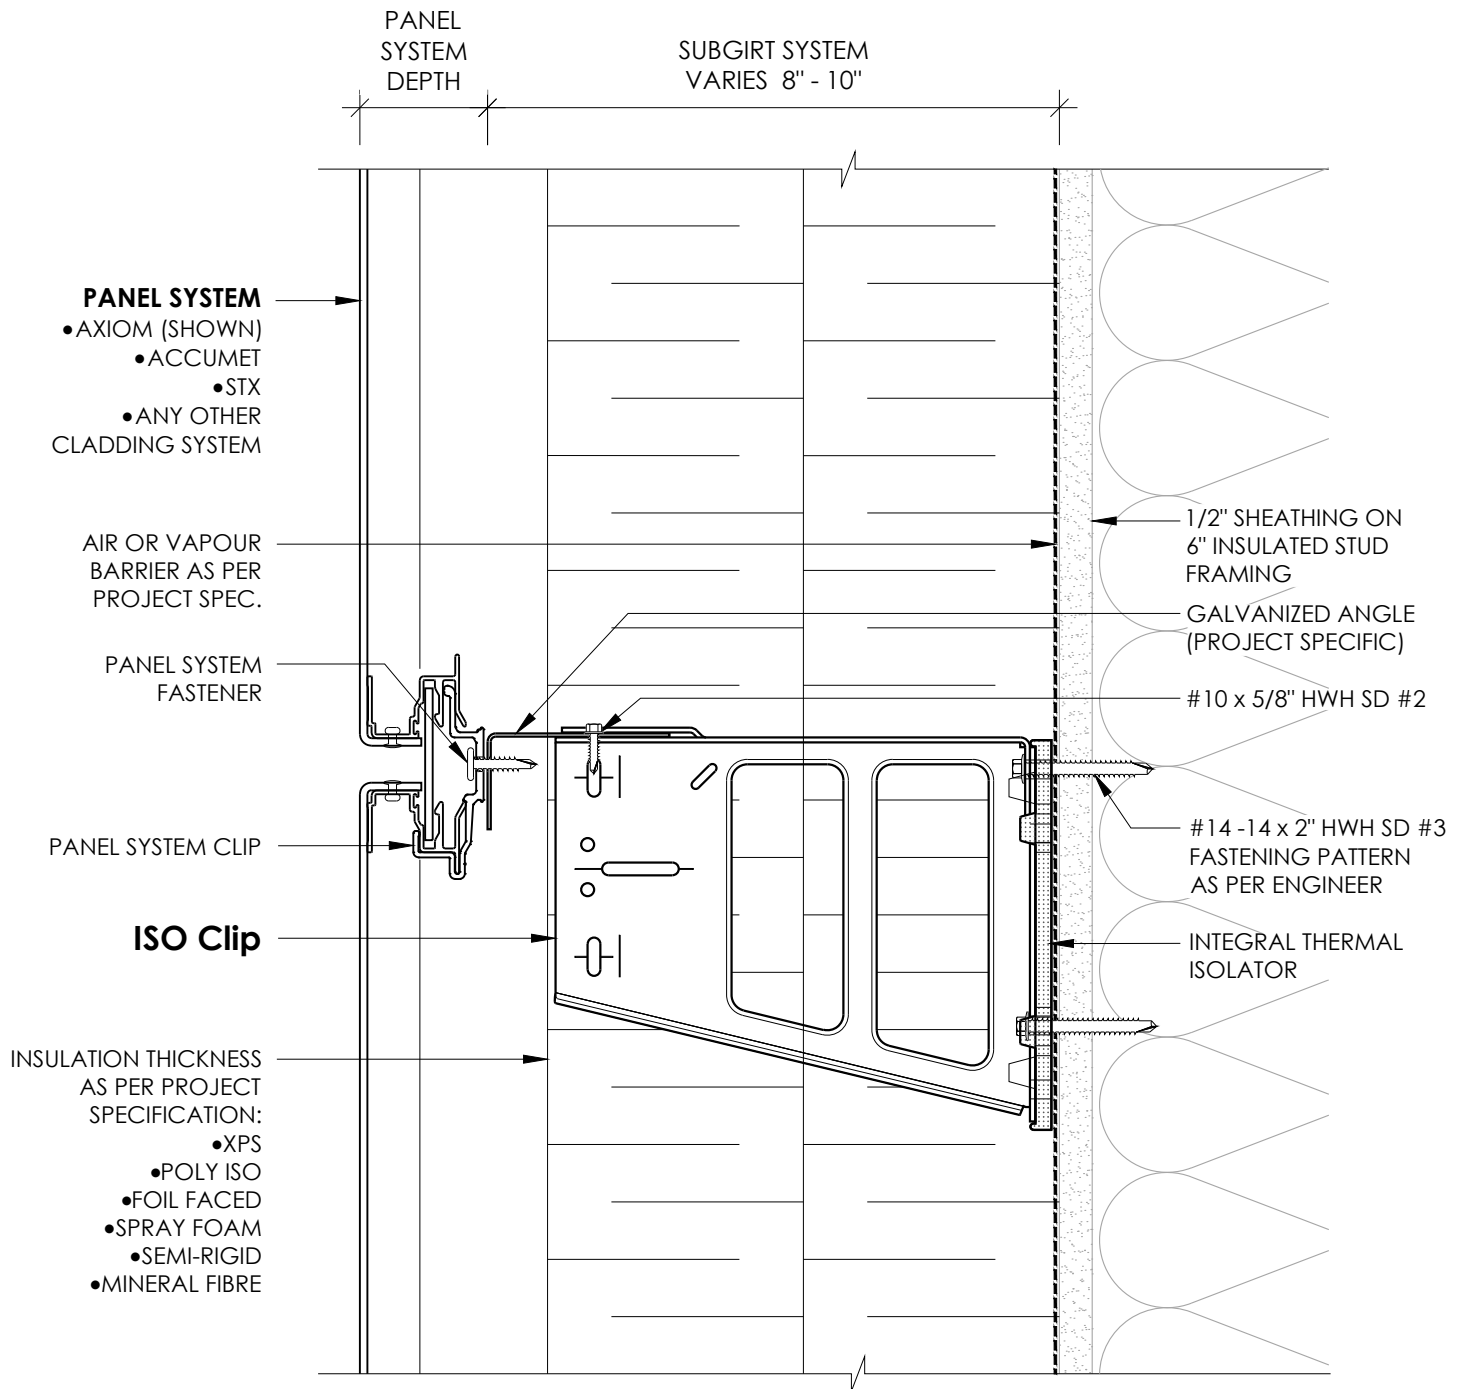 PANEL
SYSTEM
DEPTH
SUBGIRT SYSTEM
VARIES 8" - 10"
PANEL SYSTEM
•AXIOM (SHOWN)
•ACCUMET
•STX
•ANY OTHER
CLADDING SYSTEM
AIR OR VAPOUR
BARRIER AS PER
PROJECT SPEC.
PANEL SYSTEM
FASTENER
PANEL SYSTEM CLIP
ISO Clip
INSULATION THICKNESS
AS PER PROJECT
SPECIFICATION:
•XPS
•POLY ISO
•FOIL FACED
•SPRAY FOAM
•SEMI-RIGID
•MINERAL FIBRE
1/2" SHEATHING ON
6" INSULATED STUD
FRAMING
GALVANIZED ANGLE
(PROJECT SPECIFIC)
#10 x 5/8" HWH SD #2
#14 -14 x 2" HWH SD #3
FASTENING PATTERN
AS PER ENGINEER
INTEGRAL THERMAL
ISOLATOR